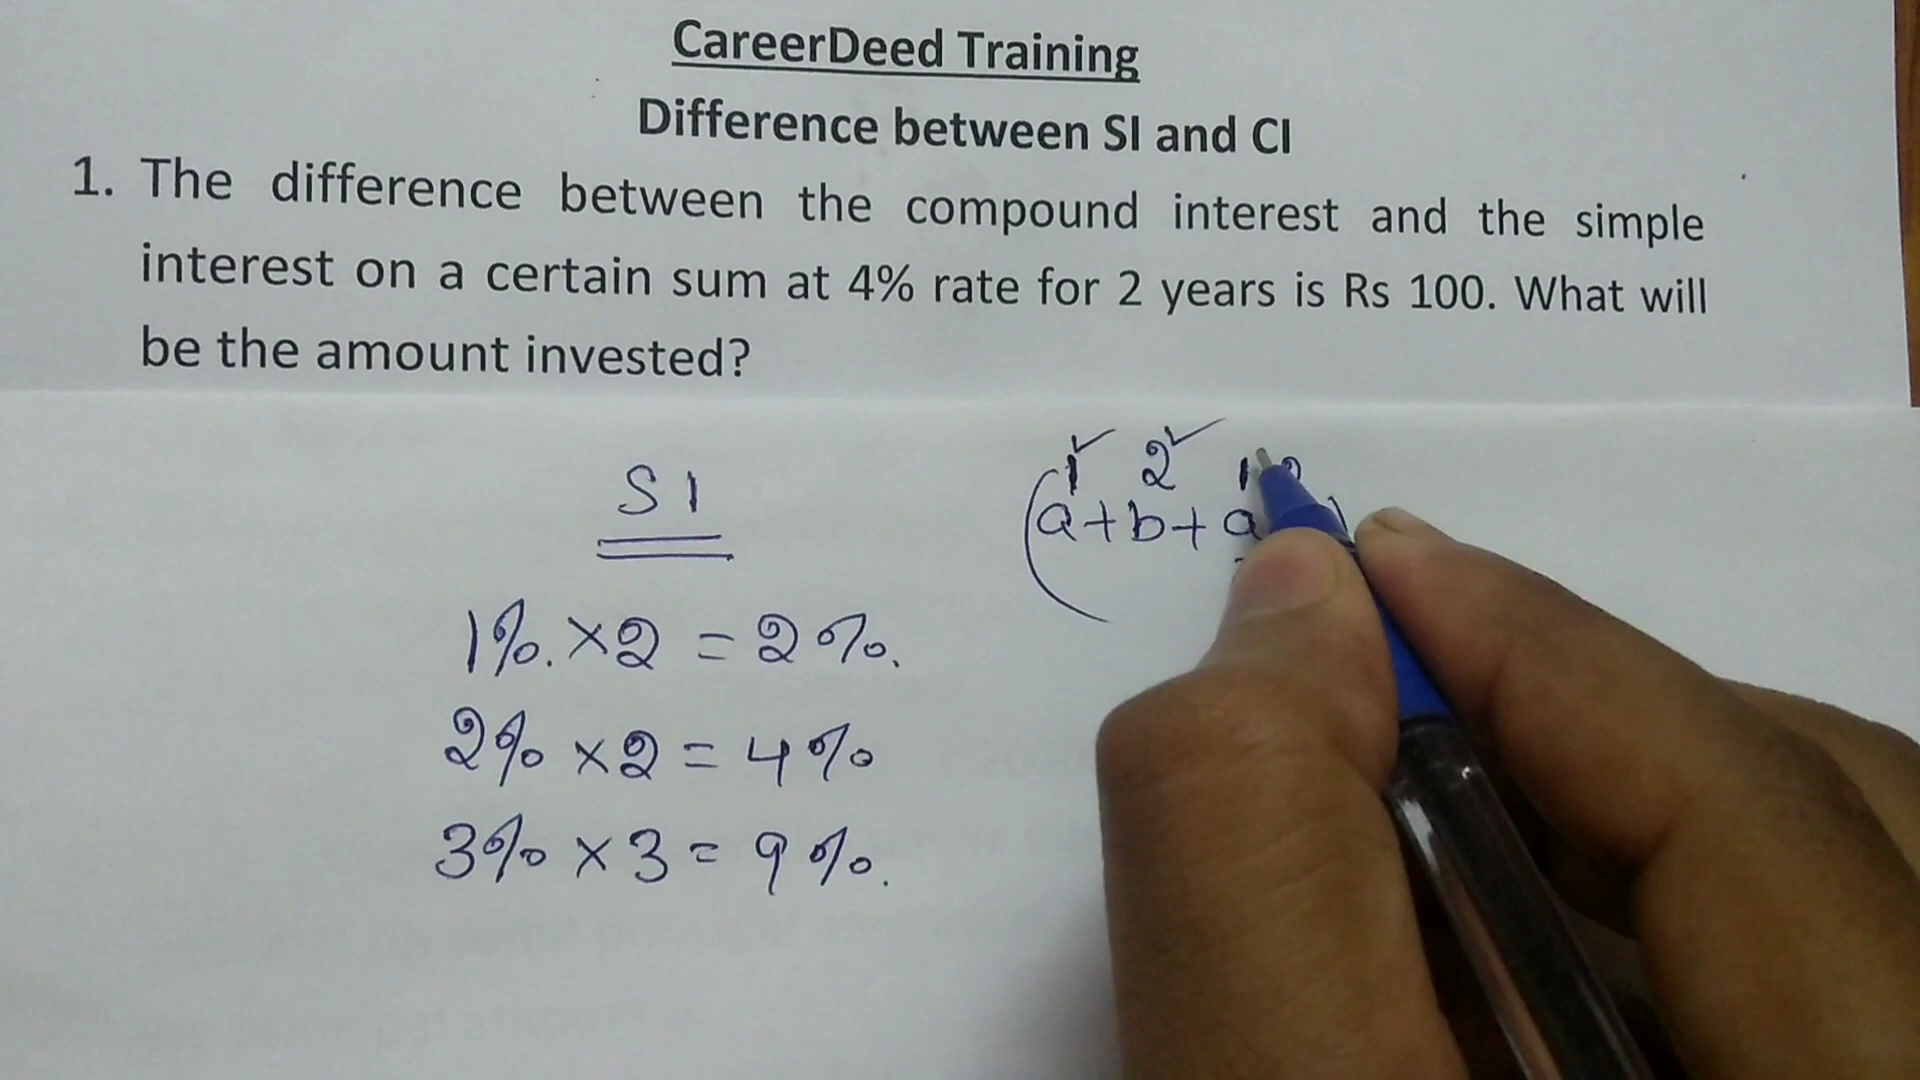 CareerDeed Training
Difference between SI and CI
1. The difference between the compound interest and the simple
interest on a certain sum at 4% rate for 2 years is Rs 100. What will
be the amount invested?
SI
1%. ×2 = 2%.
2% ×2 = 4%
3% × 3 = 9%.
1 2
(a+b+a